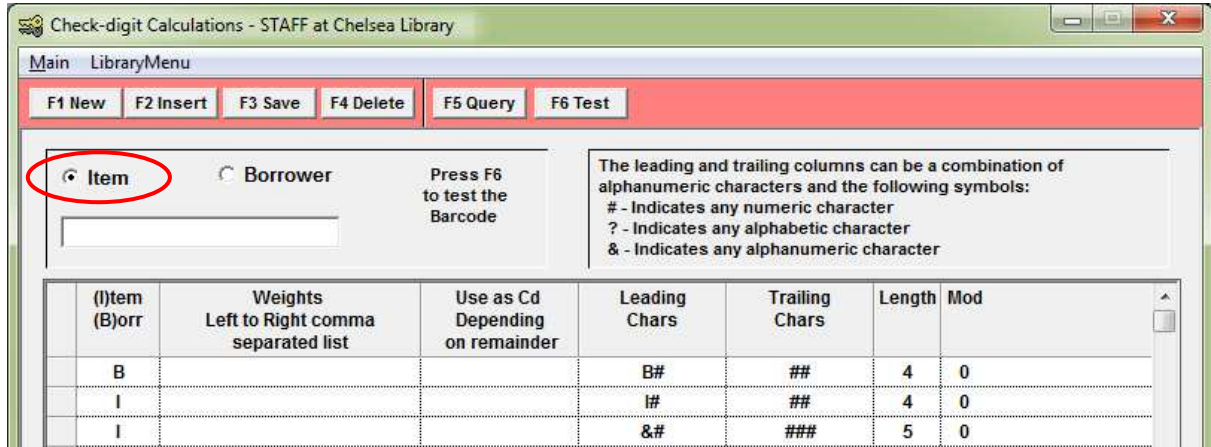 Check-digit Calculations - STAFF at Chelsea Library
Main LibraryMenu
F1 New F2 Insert F3 Save F4 Delete F5 Query F6 Test
Item Borrower
Press F6
to test the
Barcode
The leading and trailing columns can be a combination of
alphanumeric characters and the following symbols:
# - Indicates any numeric character
? - Indicates any alphabetic character
& - Indicates any alphanumeric character
(I)tem Weights Use as Cd Leading Trailing Length Mod
(B)orr Left to Right comma Depending Chars Chars
separated list on remainder
B B# ## 4 0
I I# ## 4 0
I &# ### 5 0